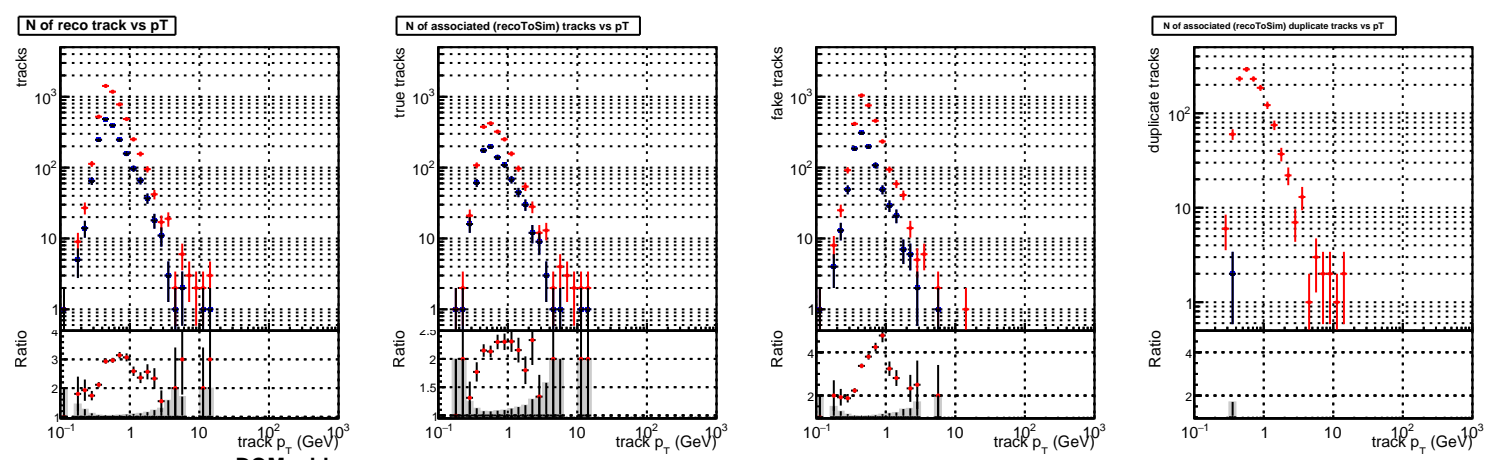 N of reco track vs pT
tracks
10³
10²
10
1
Ratio
4
3
2
1
10⁻¹ 1 10 10² 10³
track p_T (GeV)
N of associated (recoToSim) tracks vs pT
true tracks
10³
10²
10
1
Ratio
2.5
2
1.5
1
10⁻¹ 1 10 10² 10³
track p_T (GeV)
fake tracks
10³
10²
10
1
Ratio
4
2
10⁻¹ 1 10 10² 10³
track p_T (GeV)
N of associated (recoToSim) duplicate tracks vs pT
duplicate tracks
10²
10
1
Ratio
4
2
10⁻¹ 1 10 10² 10³
track p_T (GeV)